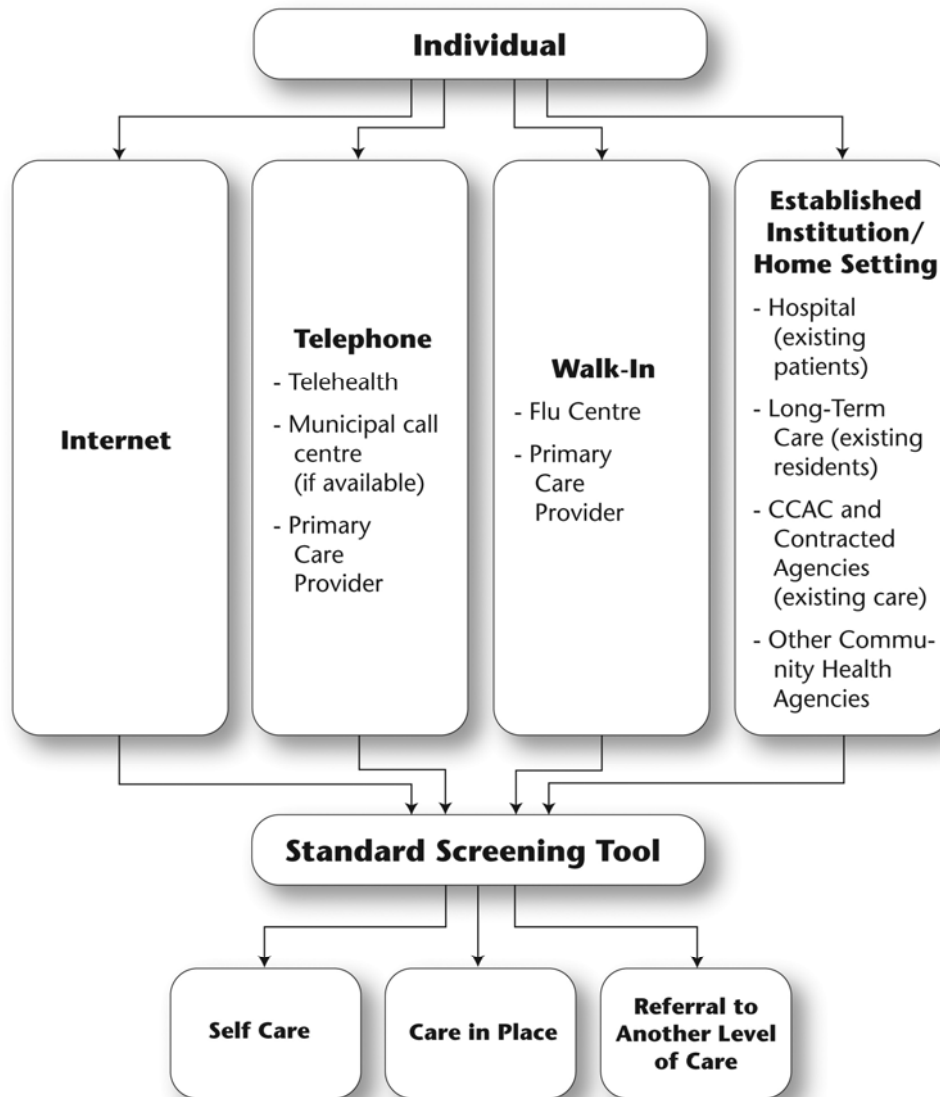 Individual
Internet
Telephone
- Telehealth
- Municipal call
centre
(if available)
- Primary
Care
Provider
Walk-In
- Flu Centre
- Primary
Care
Provider
Established
Institution/
Home Setting
- Hospital
(existing
patients)
- Long-Term
Care (existing
residents)
- CCAC and
Contracted
Agencies
(existing care)
- Other Commu-
nity Health
Agencies
Standard Screening Tool
Self Care
Care in Place
Referral to
Another Level
of Care